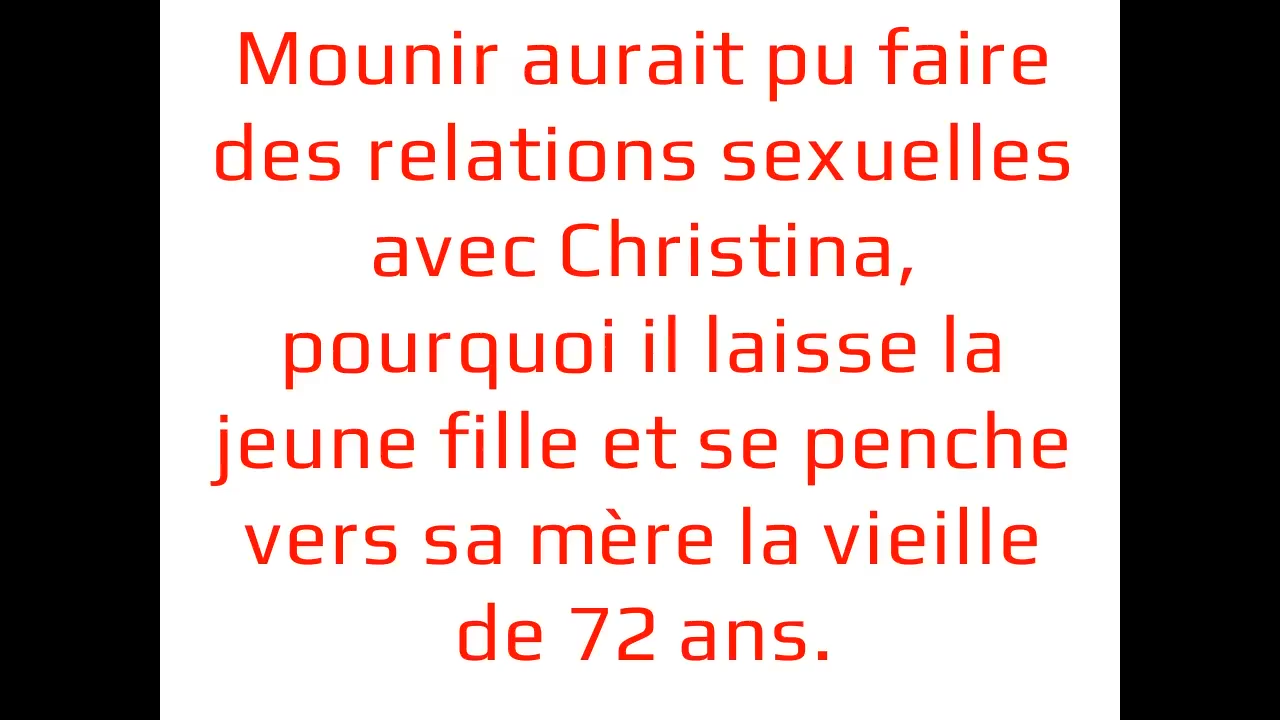 Mounir aurait pu faire
des relations sexuelles
avec Christina,
pourquoi il laisse la
jeune fille et se penche
vers sa mère la vieille
de 72 ans.